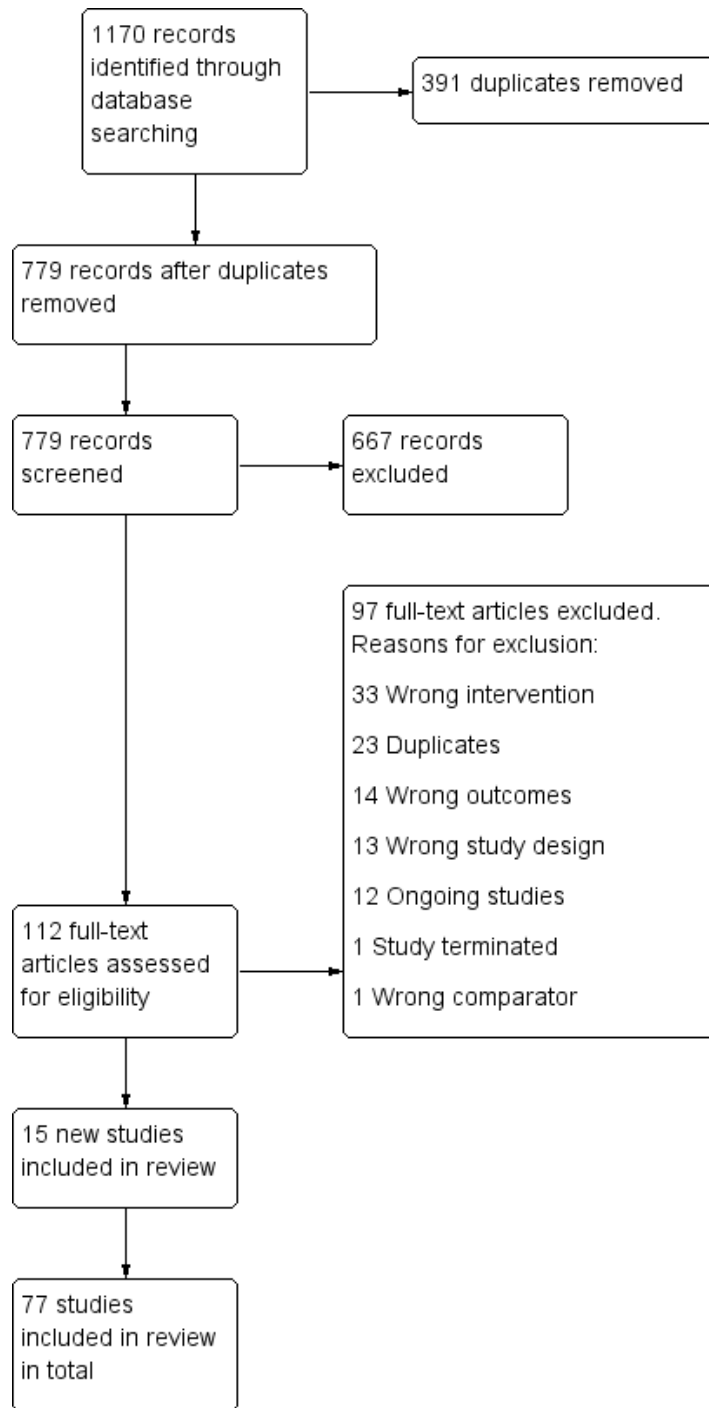 1170 records
identified through
database
searching
391 duplicates removed
779 records after duplicates
removed
779 records
screened
667 records
excluded
97 full-text articles excluded.
Reasons for exclusion:
33 Wrong intervention
23 Duplicates
14 Wrong outcomes
13 Wrong study design
12 Ongoing studies
1 Study terminated
1 Wrong comparator
112 full-text
articles assessed
for eligibility
15 new studies
included in review
77 studies
included in review
in total